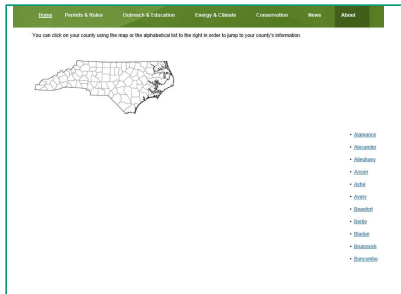 Home Permits & Rules Outreach & Education Energy & Climate Conservation News About
You can click on your county using the map or the alphabetical list to the right in order to jump to your county's information.
• Alamance
• Alexander
• Alleghany
• Anson
• Ashe
• Avery
• Beaufort
• Bertie
• Bladen
• Brunswick
• Buncombe